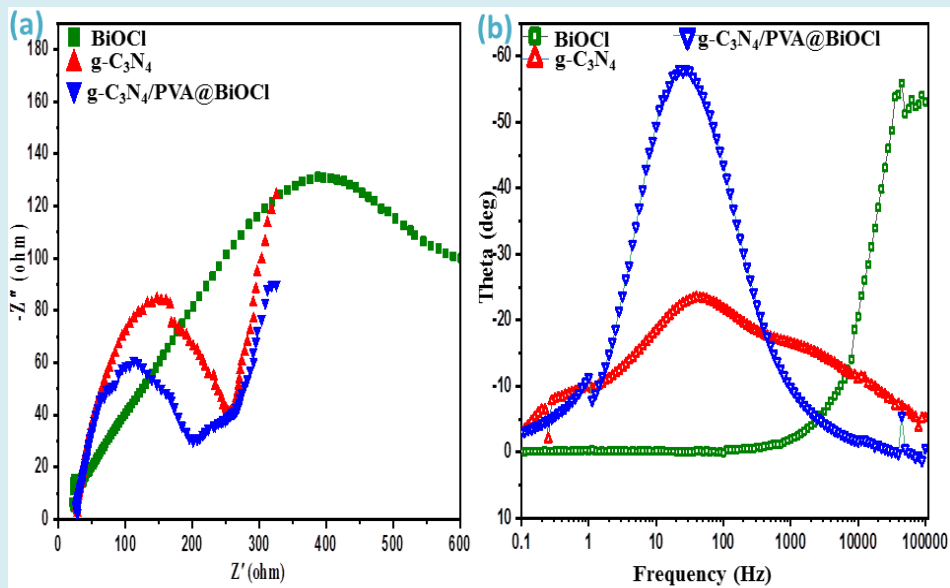 (a)
BiOCl
g-C₃N₄
g-C₃N₄/PVA@BiOCl
180
160
140
120
100
80
60
40
20
0
-Z" (ohm)
0 100 200 300 400 500 600
Z'(ohm)
(b)
BiOCl
g-C₃N₄
g-C₃N₄/PVA@BiOCl
-60
-50
-40
-30
-20
-10
0
10
Theta (deg)
0.1 1 10 100 1000 10000 100000
Frequency (Hz)